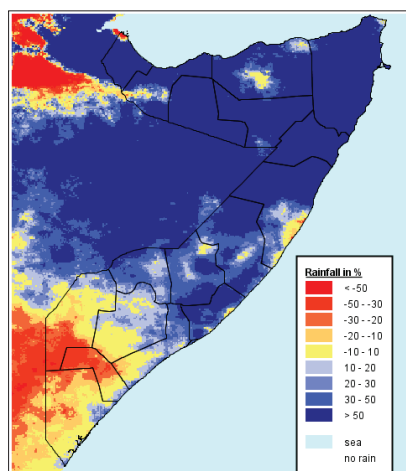 Rainfall in %
< -50
-50 - -30
-30 - -20
-20 - -10
-10 - 10
10 - 20
20 - 30
30 - 50
> 50
sea
no rain